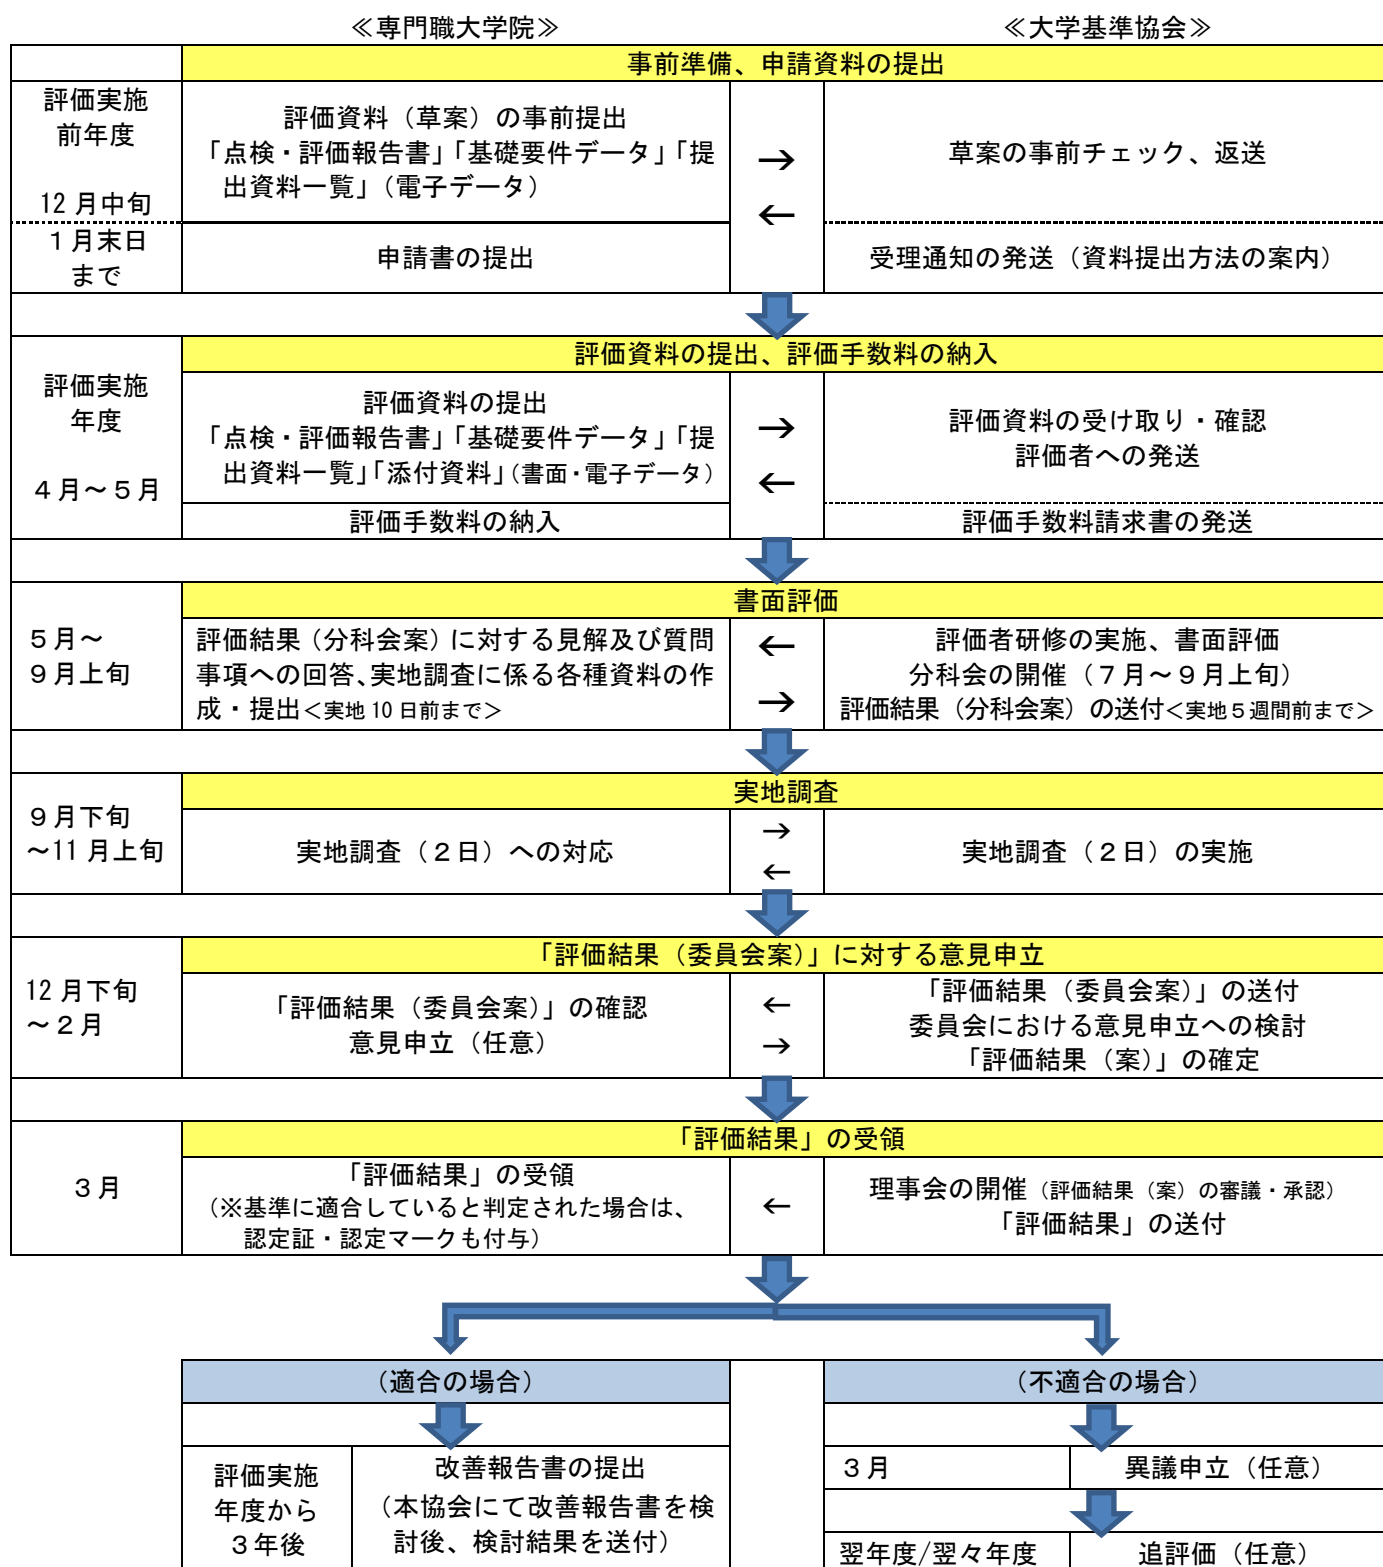 ≪専門職大学院≫
≪大学基準協会≫
事前準備、申請資料の提出
評価実施
前年度
12月中旬
評価資料（草案）の事前提出
「点検・評価報告書」「基礎要件データ」「提
出資料一覧」（電子データ）
→
←
草案の事前チェック、返送
１月末日
まで
申請書の提出
受理通知の発送（資料提出方法の案内）
評価資料の提出、評価手数料の納入
評価実施
年度
４月～５月
評価資料の提出
「点検・評価報告書」「基礎要件データ」「提
出資料一覧」「添付資料」（書面・電子データ）
→
←
評価資料の受け取り・確認
評価者への発送
評価手数料の納入
評価手数料請求書の発送
書面評価
５月～
９月上旬
評価結果（分科会案）に対する見解及び質問
事項への回答、実地調査に係る各種資料の作
成・提出＜実地10日前まで＞
←
→
評価者研修の実施、書面評価
分科会の開催（７月～９月上旬）
評価結果（分科会案）の送付＜実地５週間前まで＞
実地調査
９月下旬
～11月上旬
実地調査（２日）への対応
→
←
実地調査（２日）の実施
「評価結果（委員会案）」に対する意見申立
12月下旬
～２月
「評価結果（委員会案）」の確認
意見申立（任意）
←
→
「評価結果（委員会案）」の送付
委員会における意見申立への検討
「評価結果（案）」の確定
「評価結果」の受領
３月
「評価結果」の受領
（※基準に適合していると判定された場合は、
認定証・認定マークも付与）
←
理事会の開催（評価結果（案）の審議・承認）
「評価結果」の送付
（適合の場合）
（不適合の場合）
評価実施
年度から
３年後
改善報告書の提出
（本協会にて改善報告書を検
討後、検討結果を送付）
３月
異議申立（任意）
翌年度/翌々年度
追評価（任意）